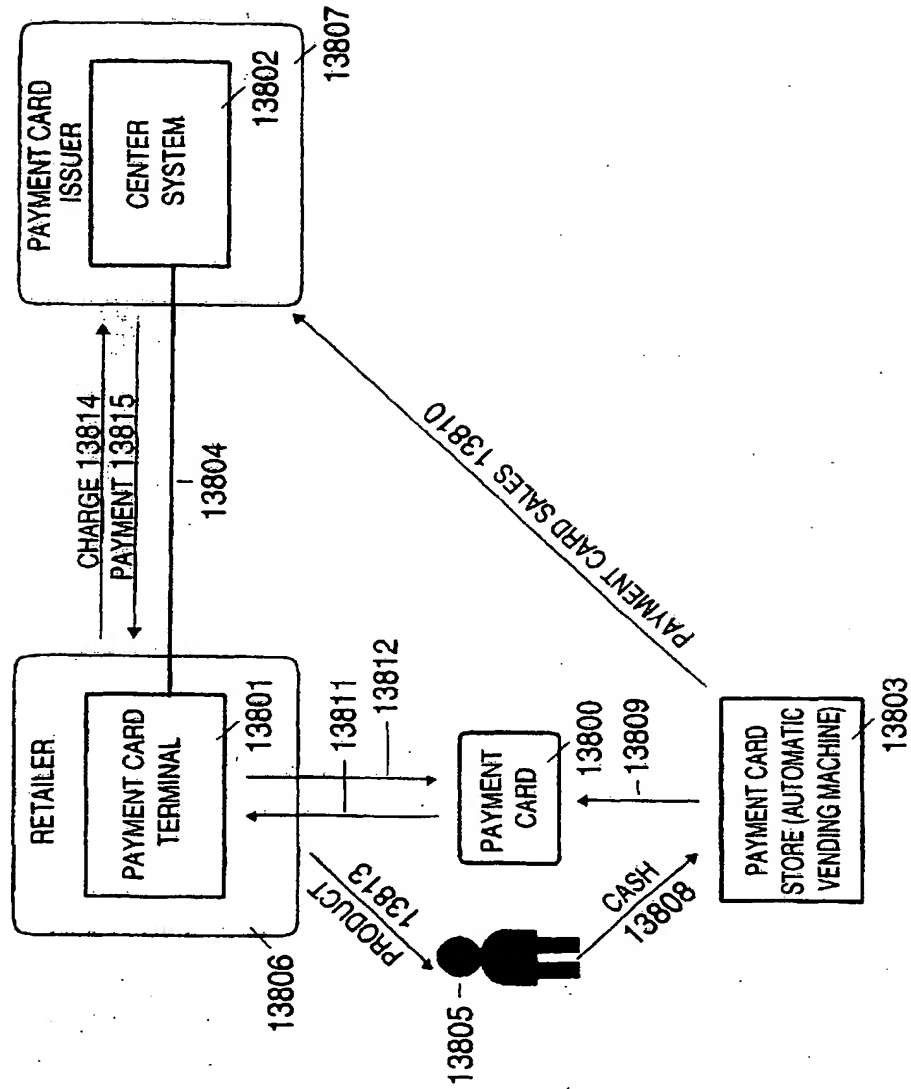 PAYMENT CARD
ISSUER
CENTER
SYSTEM
13802
13807
CHARGE 13814
PAYMENT 13815
13804
RETAILER
PAYMENT CARD
TERMINAL
13801
13806
13811
13812
PRODUCT
13813
PAYMENT
CARD
13800
13809
13805
CASH
13808
PAYMENT CARD SALES 13810
PAYMENT CARD
STORE (AUTOMATIC
VENDING MACHINE)
13803